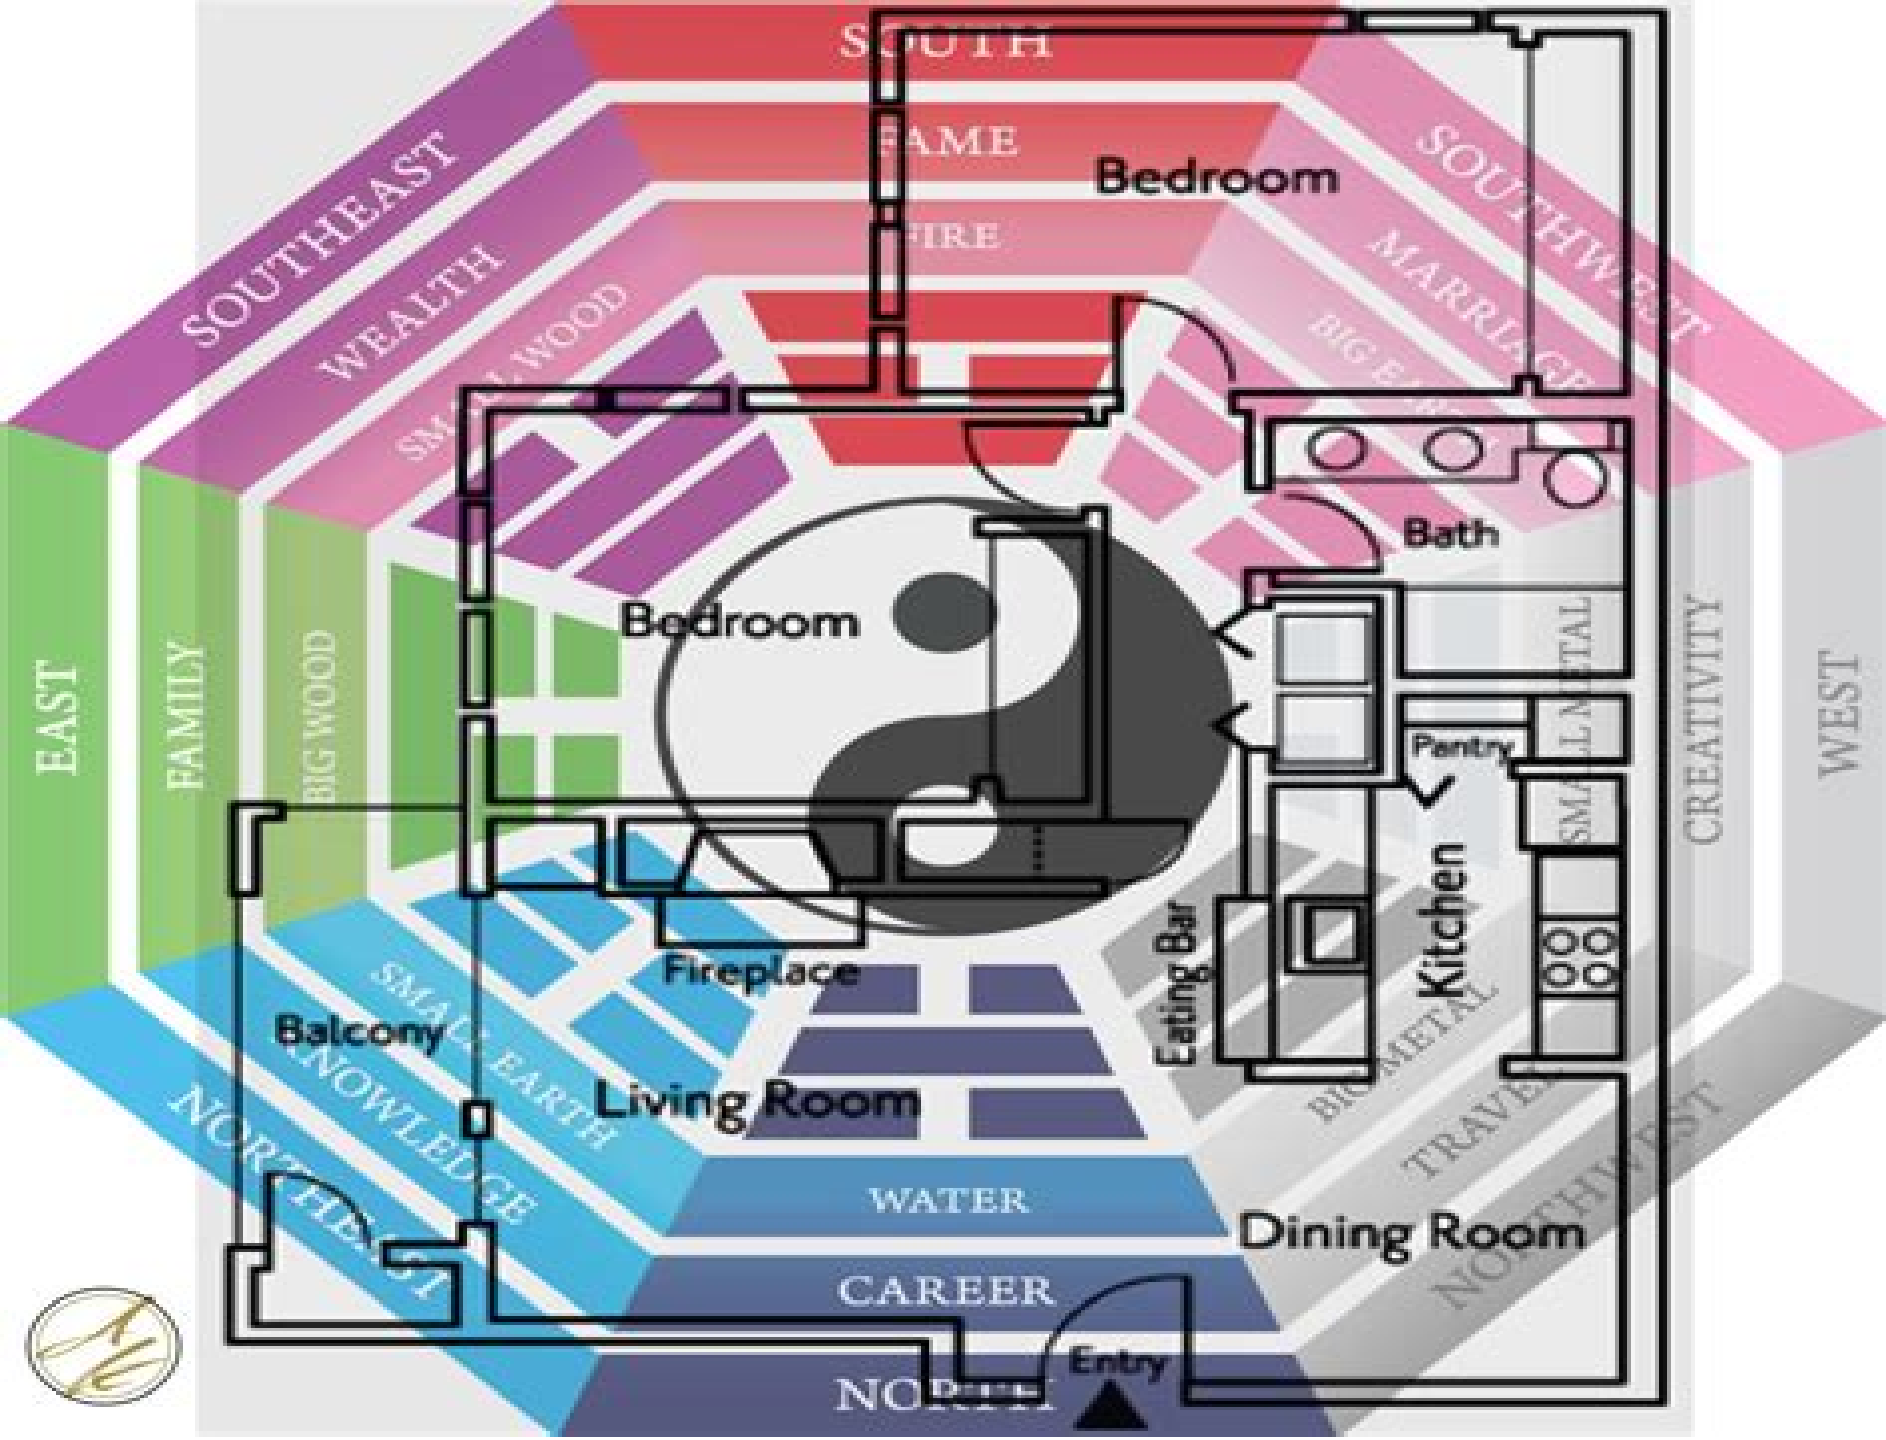 SOUTH
FAME
FIRE
Bedroom
SOUTHWEST
MARRIAGE
SOUTHEAST
WEALTH
SMALL WOOD
Bath
Bedroom
EAST
FAMILY
BIG WOOD
Pantry
SMALL METAL
CREATIVITY
WEST
Kitchen
Eating Bar
Fireplace
Balcony
SMALL EARTH
KNOWLEDGE
NORTHEAST
Living Room
BIG METAL
TRAVEL
NORTHWEST
WATER
Dining Room
CAREER
Entry
NORTH